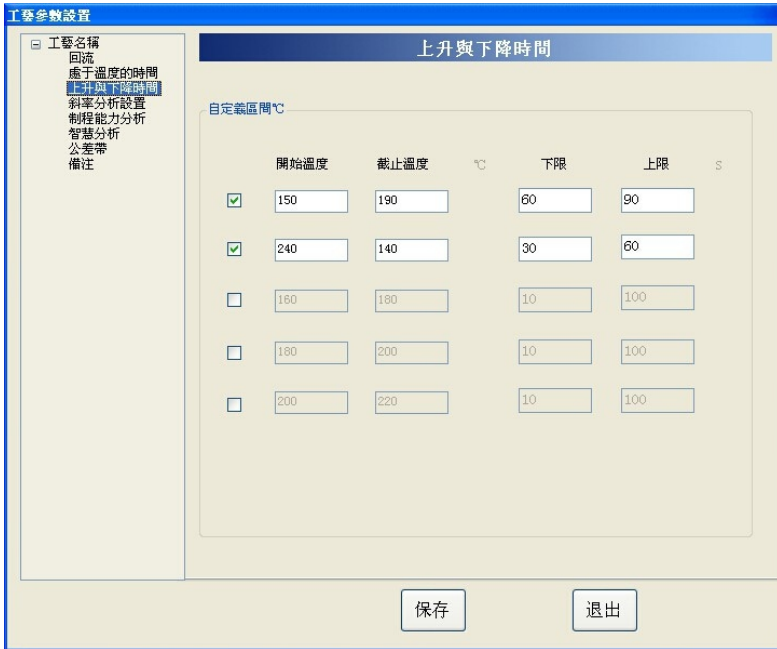 工藝參數設置
工藝名稱
回流
處于溫度的時間
上升與下降時間
斜率分析設置
制程能力分析
智慧分析
公差帶
備注
上升與下降時間
自定義區間℃
開始溫度 截止溫度 ℃ 下限 上限 S
150 190 60 90
240 140 30 60
160 180 10 100
180 200 10 100
200 220 10 100
保存 退出